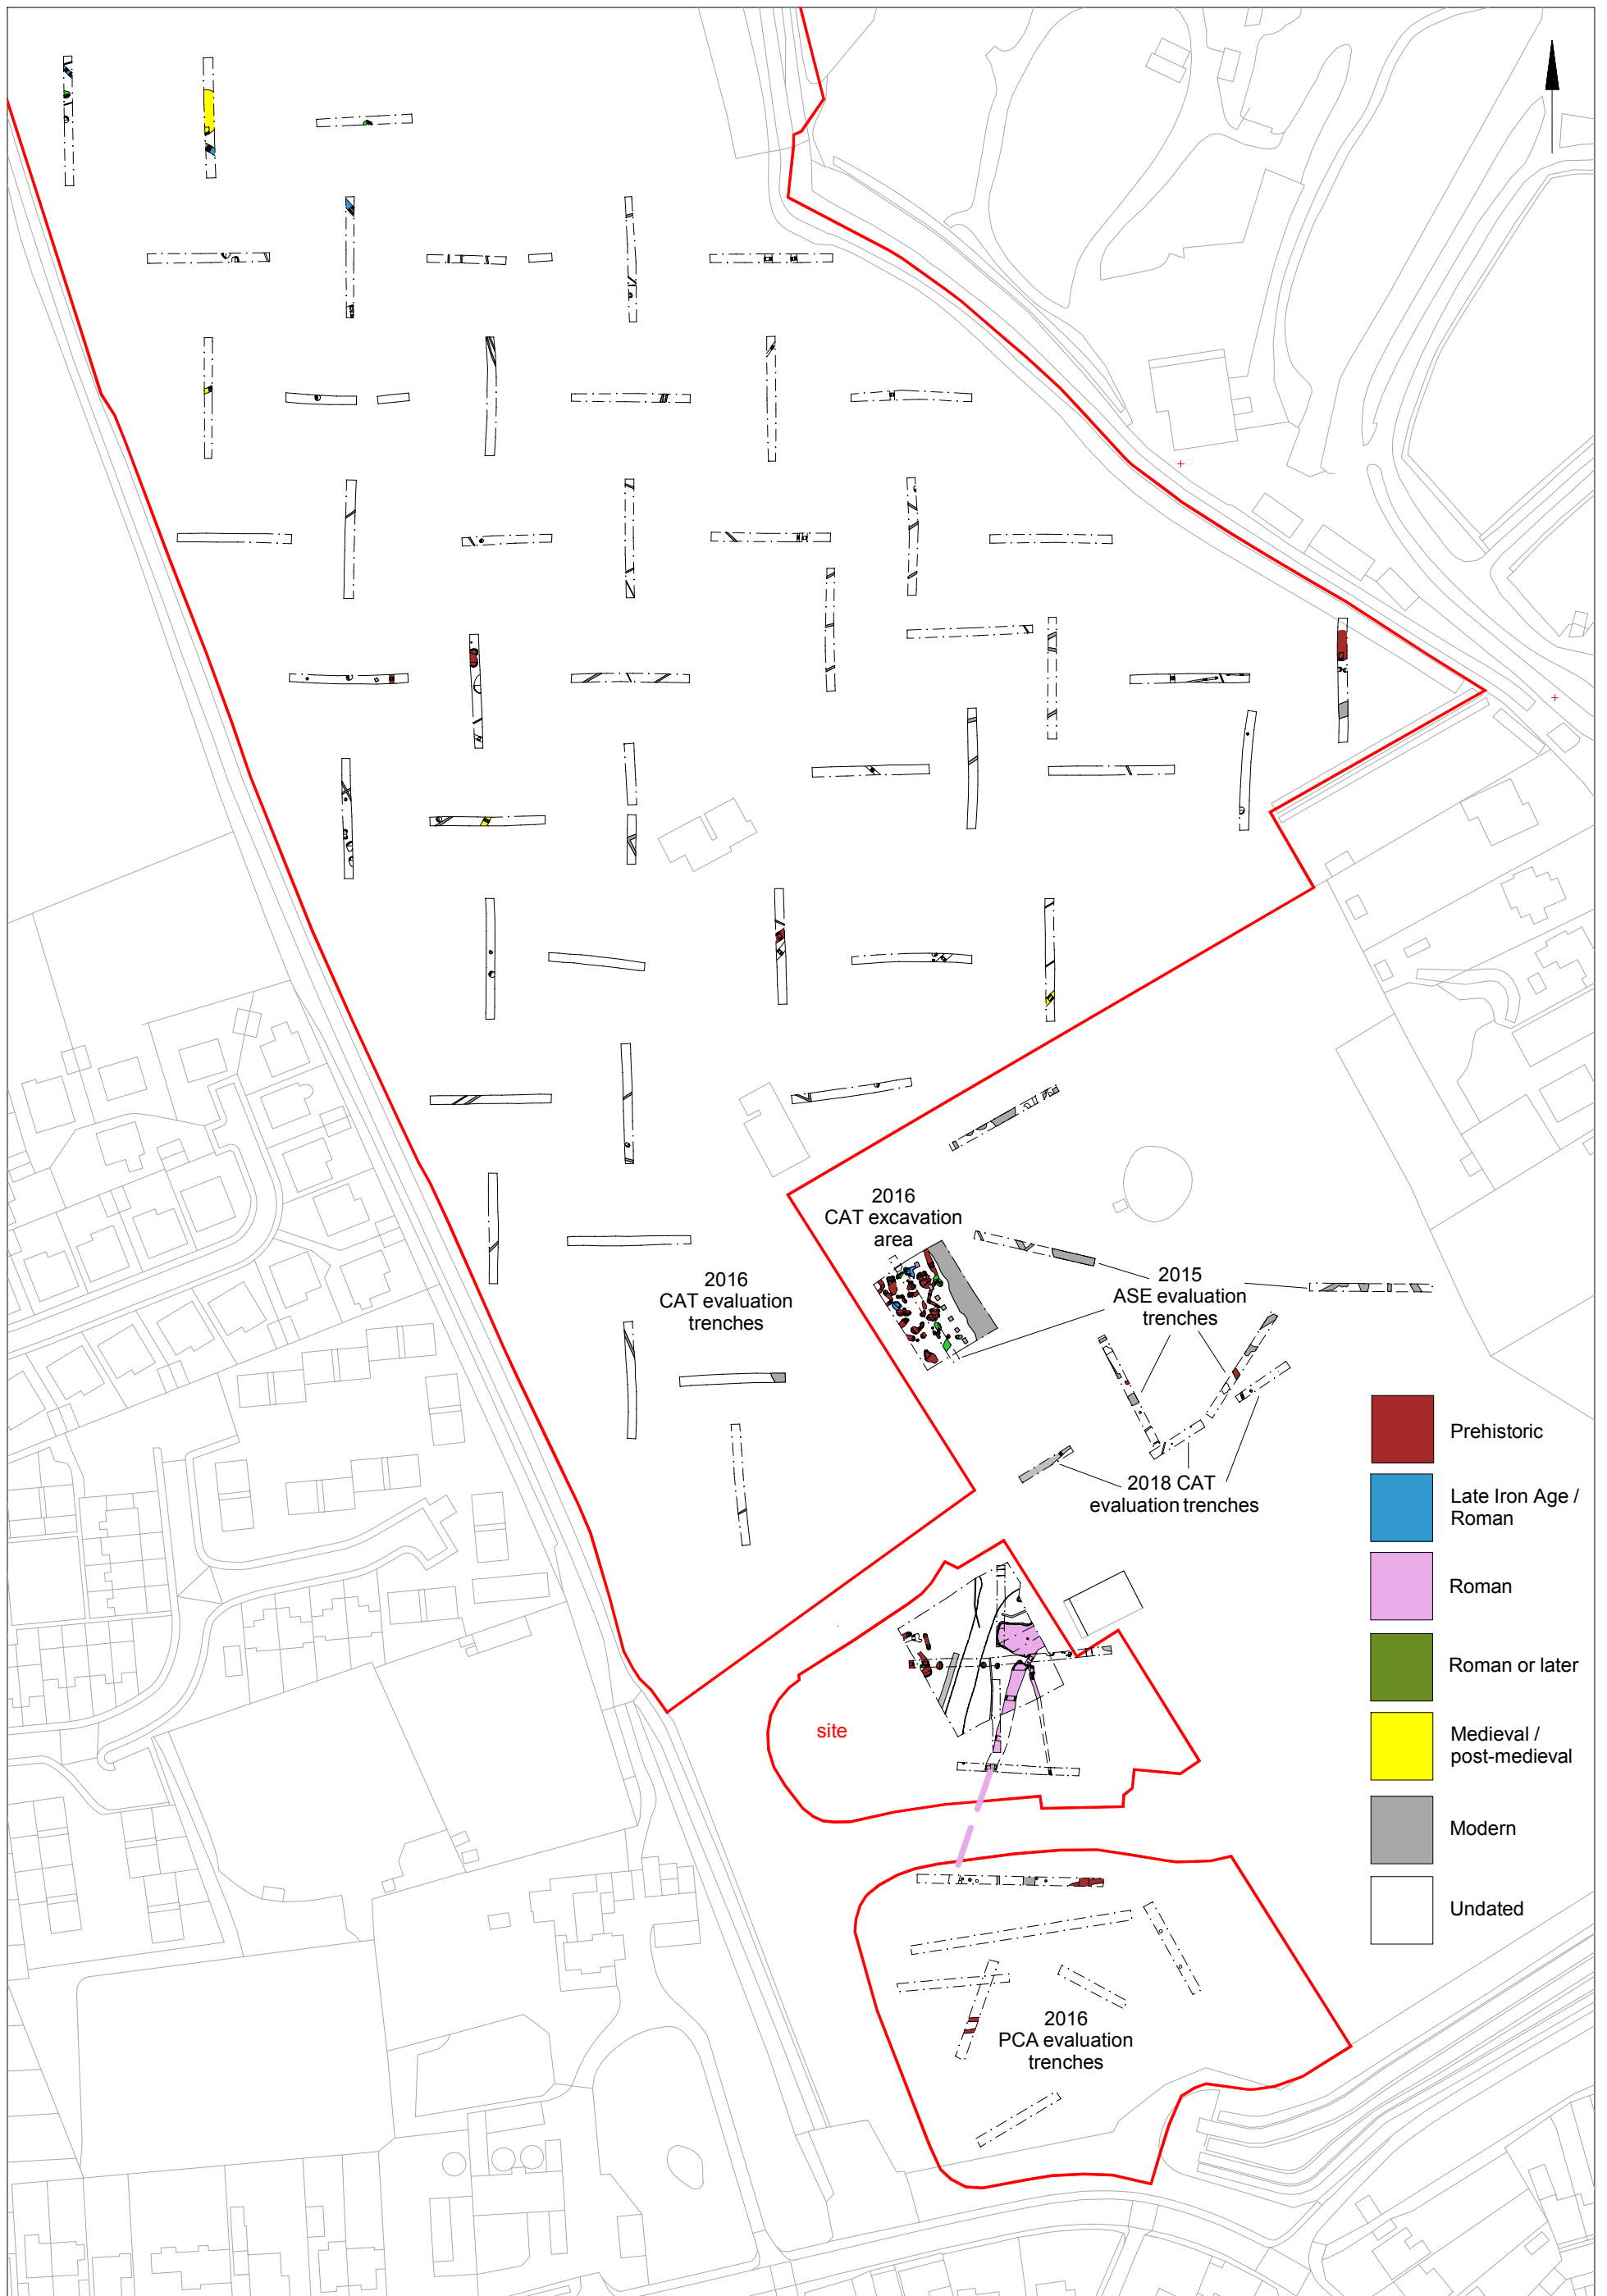 2016
CAT excavation
area
2016
CAT evaluation
trenches
2015
ASE evaluation
trenches
2018 CAT
evaluation trenches
site
2016
PCA evaluation
trenches
Prehistoric
Late Iron Age /
Roman
Roman
Roman or later
Medieval /
post-medieval
Modern
Undated